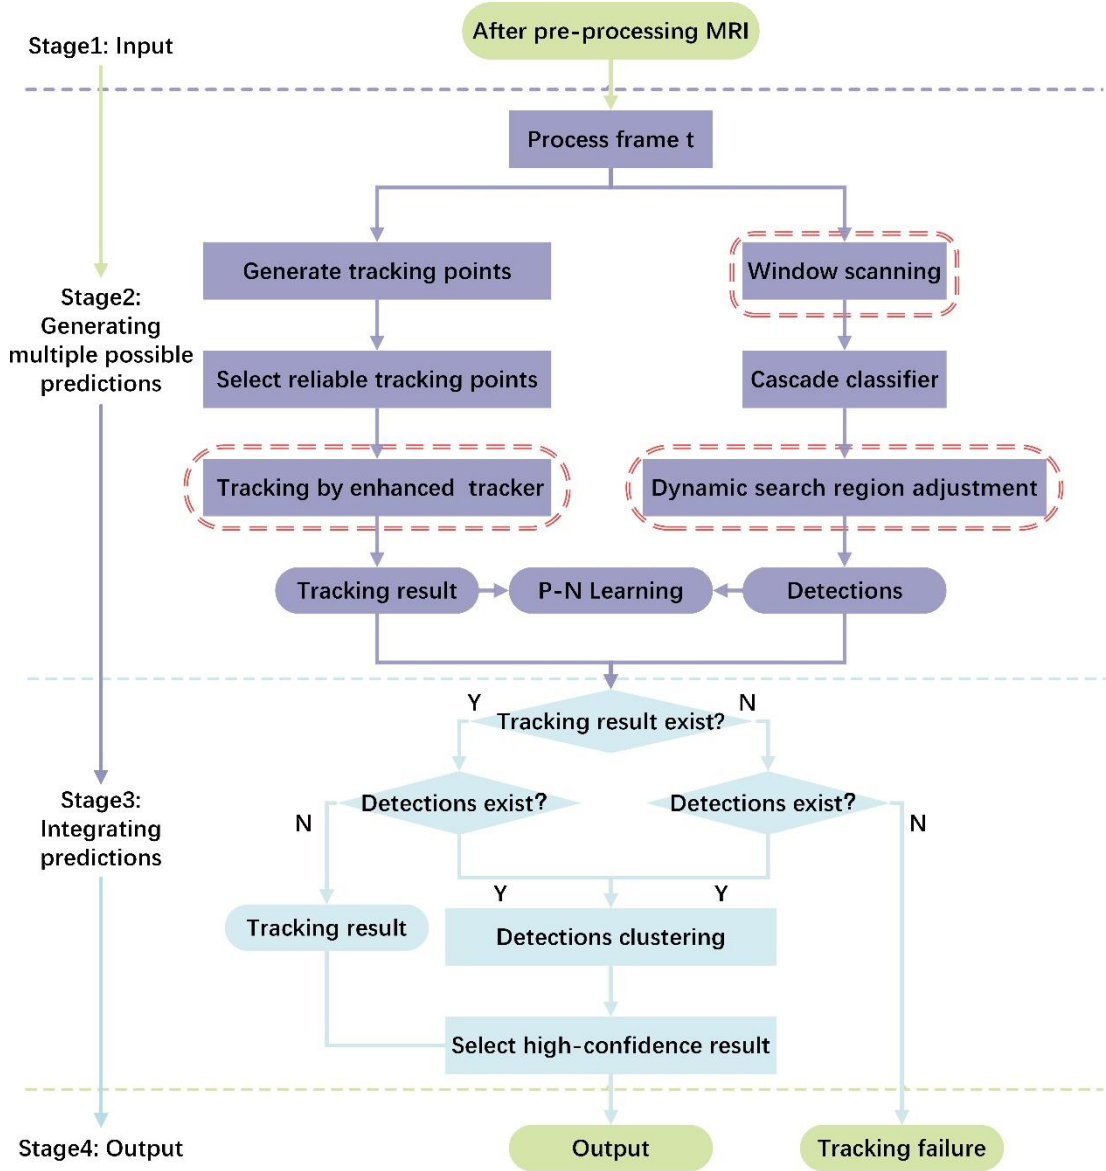 Stage1: Input
After pre-processing MRI
Process frame t
Generate tracking points
Window scanning
Stage2:
Generating
multiple possible
predictions
Select reliable tracking points
Cascade classifier
Tracking by enhanced tracker
Dynamic search region adjustment
Tracking result
P-N Learning
Detections
Y
N
Tracking result exist?
Detections exist?
Detections exist?
N
N
Stage3:
Integrating
predictions
Y
Y
Tracking result
Detections clustering
Select high-confidence result
Stage4: Output
Output
Tracking failure